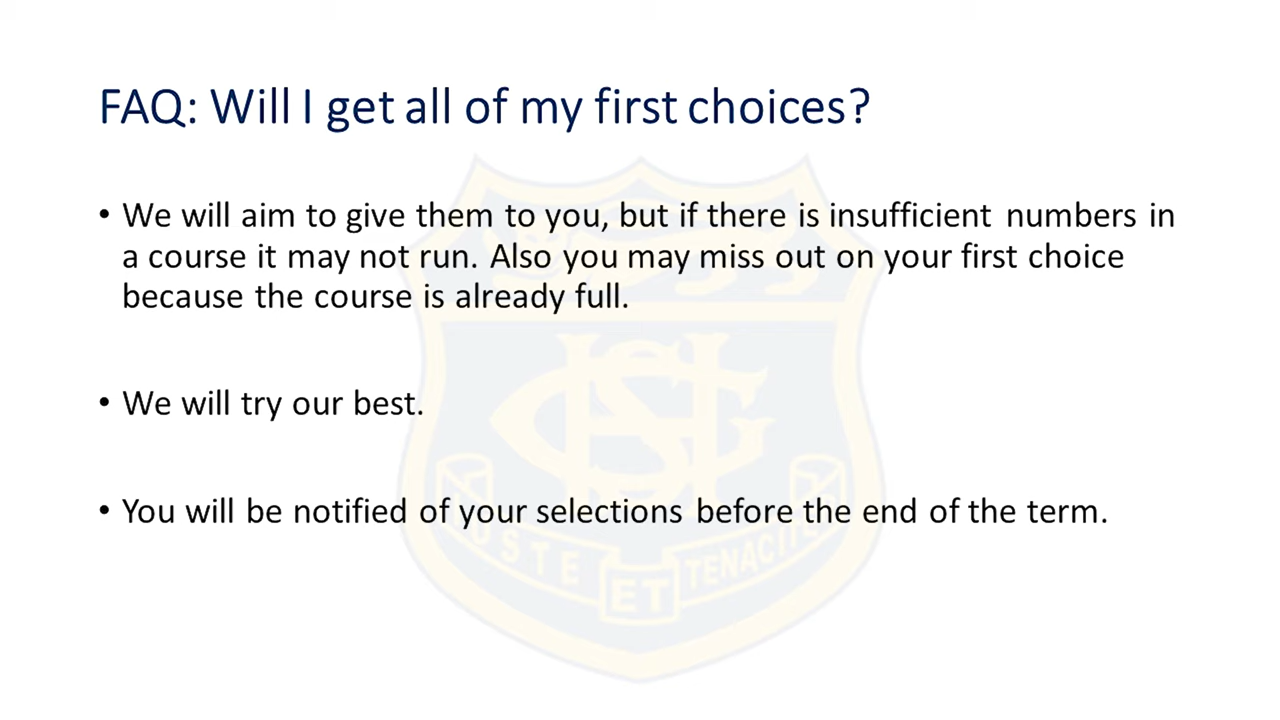 FAQ: Will I get all of my first choices?
• We will aim to give them to you, but if there is insufficient numbers in
a course it may not run. Also you may miss out on your first choice
because the course is already full.
• We will try our best.
• You will be notified of your selections before the end of the term.
ET